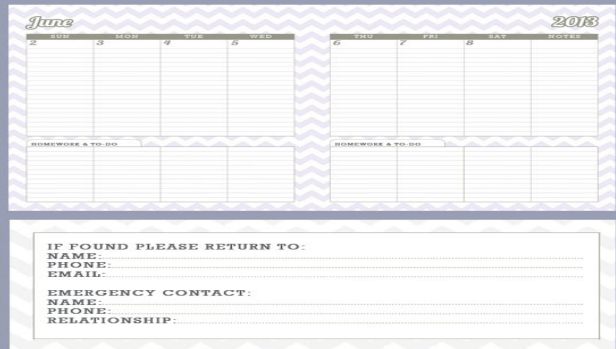 June 2013
SUN MON TUE WED THU FRI SAT NOTES
2 3 4 5 6 7 8
HOMEWORK & TO-DO HOMEWORK & TO-DO
IF FOUND PLEASE RETURN TO:
NAME:
PHONE:
EMAIL:
EMERGENCY CONTACT:
NAME:
PHONE:
RELATIONSHIP: